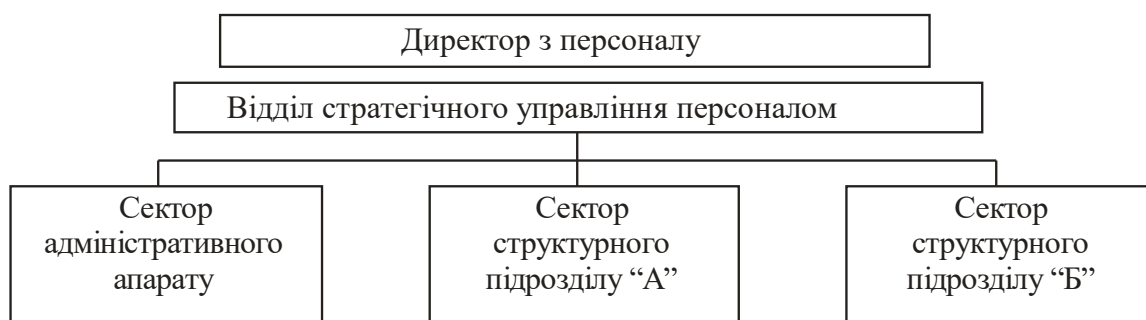 Директор з персоналу
Відділ стратегічного управління персоналом
Сектор
адміністративного
апарату
Сектор
структурного
підрозділу “А”
Сектор
структурного
підрозділу “Б”